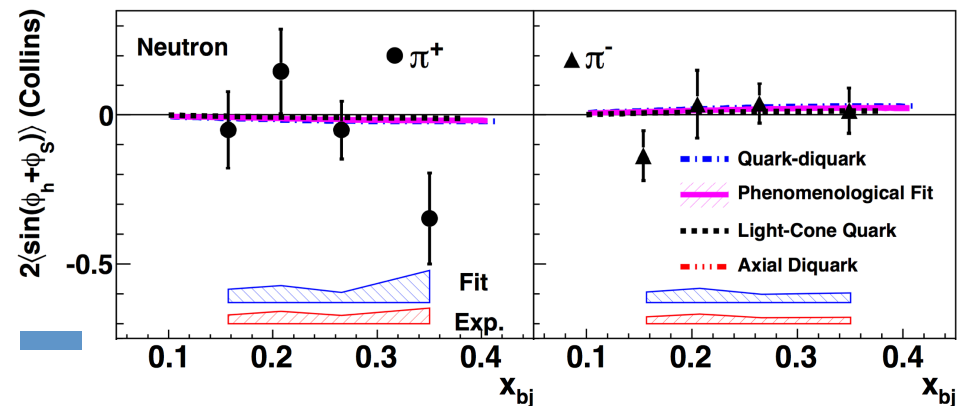 2⟨sin(ϕh+ϕS)⟩ (Collins)
Neutron
π+
0
-0.5
Fit
Exp.
0.1 0.2 0.3 0.4
xbj
π-
Quark-diquark
Phenomenological Fit
Light-Cone Quark
Axial Diquark
0.1 0.2 0.3 0.4
xbj